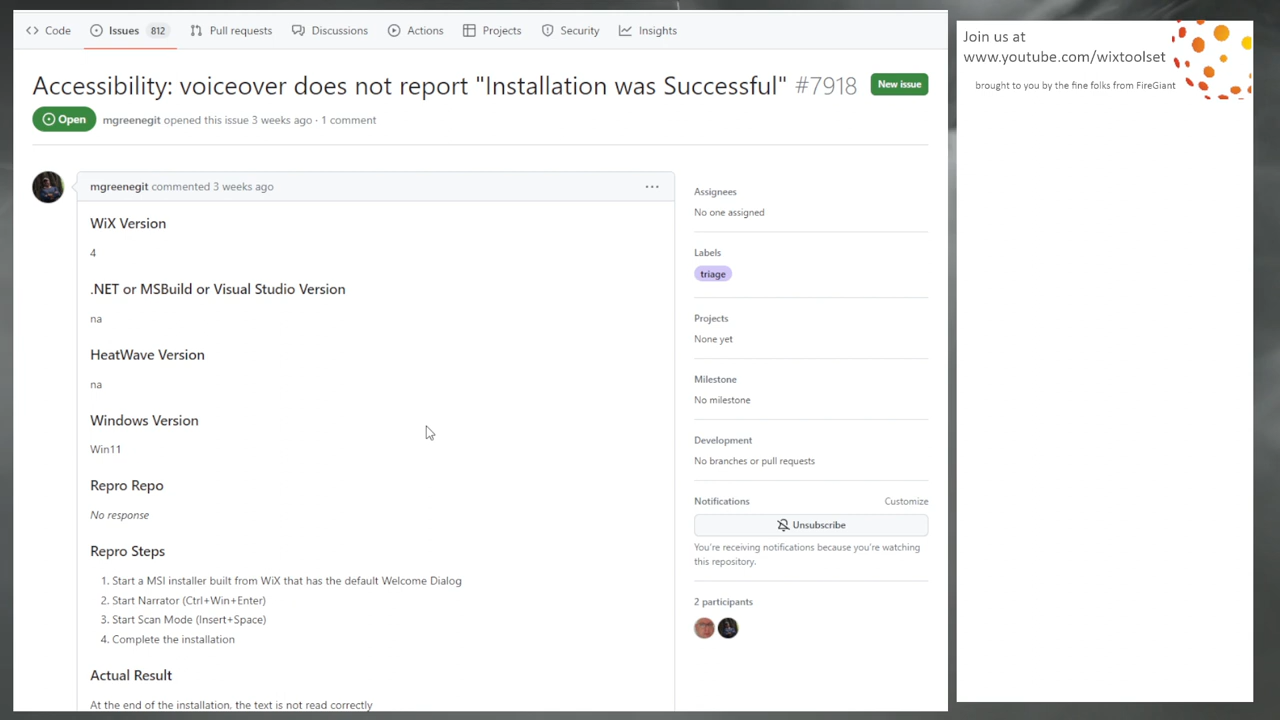 Code
Issues 812
Pull requests
Discussions
Actions
Projects
Security
Insights
Accessibility: voiceover does not report "Installation was Successful" #7918
New issue
Open
mgreenegit opened this issue 3 weeks ago · 1 comment
mgreenegit commented 3 weeks ago
WiX Version
4
.NET or MSBuild or Visual Studio Version
na
HeatWave Version
na
Windows Version
Win11
Repro Repo
No response
Repro Steps
1. Start a MSI installer built from WiX that has the default Welcome Dialog
2. Start Narrator (Ctrl+Win+Enter)
3. Start Scan Mode (Insert+Space)
4. Complete the installation
Actual Result
At the end of the installation, the text is not read correctly
Assignees
No one assigned
Labels
triage
Projects
None yet
Milestone
No milestone
Development
No branches or pull requests
Notifications
Customize
Unsubscribe
You're receiving notifications because you're watching
this repository.
2 participants
Join us at
www.youtube.com/wixtoolset
brought to you by the fine folks from FireGiant